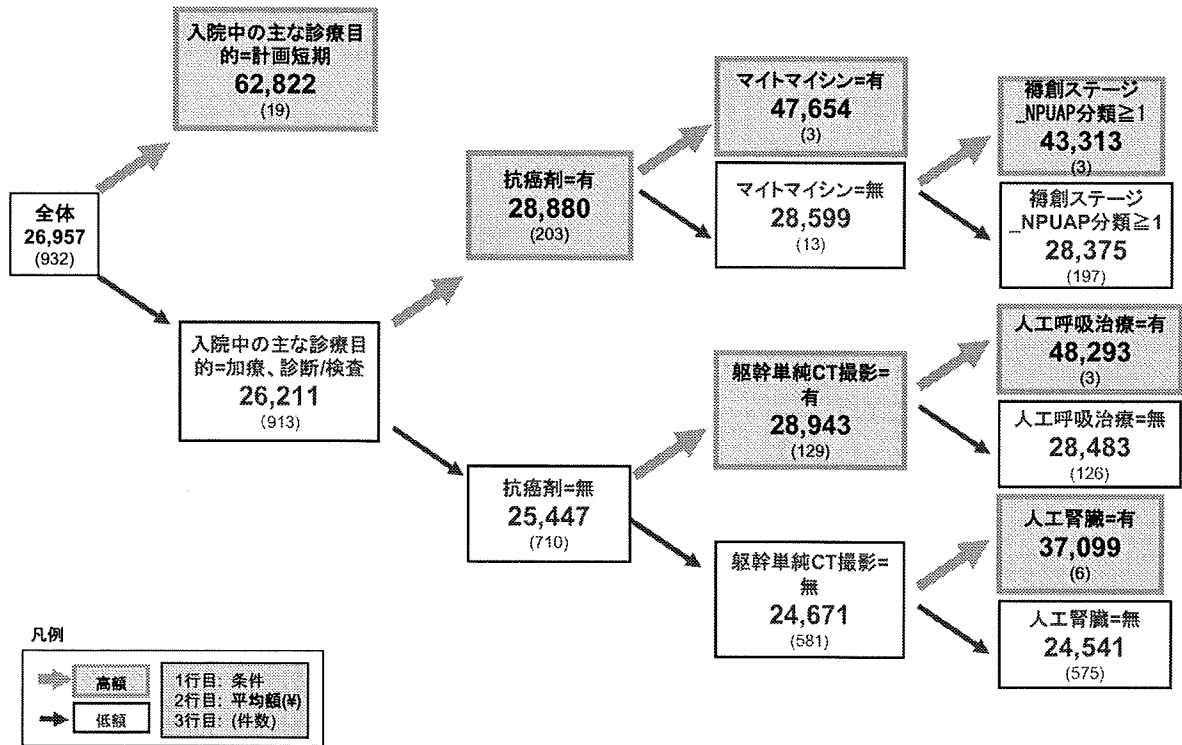 入院中の主な診療目
的=計画短期
62,822
(19)
全体
26,957
(932)
入院中の主な診療目
的=加療、診断/検査
26,211
(913)
抗癌剤=有
28,880
(203)
抗癌剤=無
25,447
(710)
マイトマイシン=有
47,654
(3)
マイトマイシン=無
28,599
(13)
躯幹単純CT撮影=
有
28,943
(129)
躯幹単純CT撮影=
無
24,671
(581)
褥創ステージ
_NPUAP分類≧1
43,313
(3)
褥創ステージ
_NPUAP分類≧1
28,375
(197)
人工呼吸治療=有
48,293
(3)
人工呼吸治療=無
28,483
(126)
人工腎臓=有
37,099
(6)
人工腎臓=無
24,541
(575)
凡例
高額
低額
1行目: 条件
2行目: 平均額(¥)
3行目: (件数)